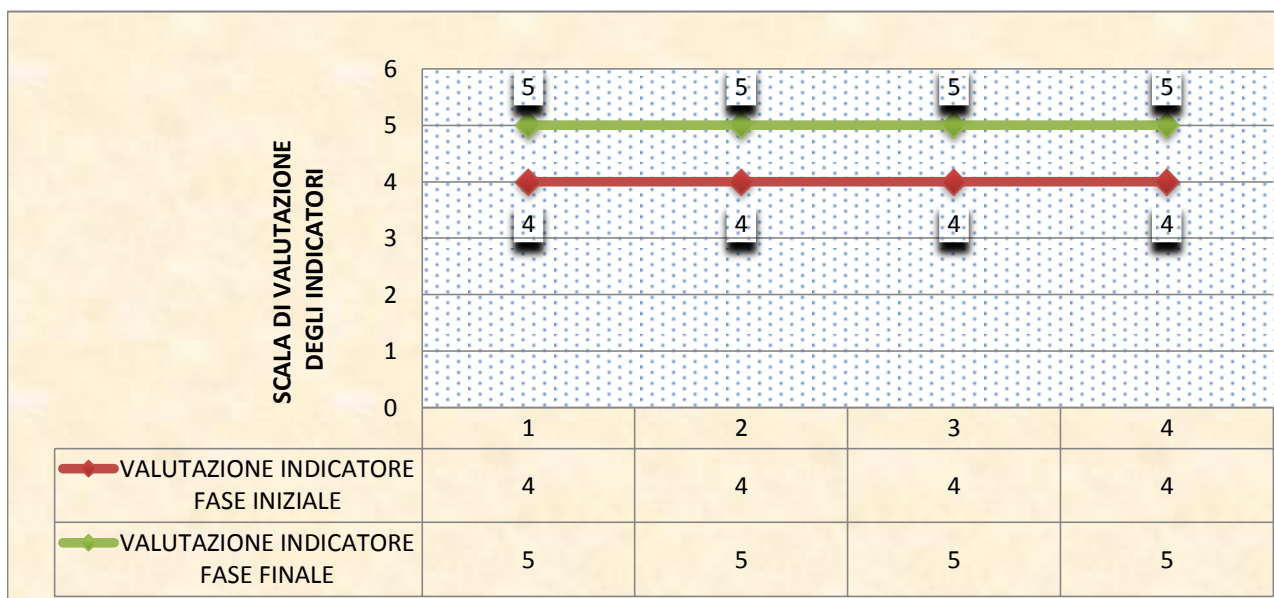 SCALA DI VALUTAZIONE
DEGLI INDICATORI
6
5
4
3
2
1
0
5 5 5 5
4 4 4 4
1 2 3 4
VALUTAZIONE INDICATORE
FASE INIZIALE
4 4 4 4
VALUTAZIONE INDICATORE
FASE FINALE
5 5 5 5